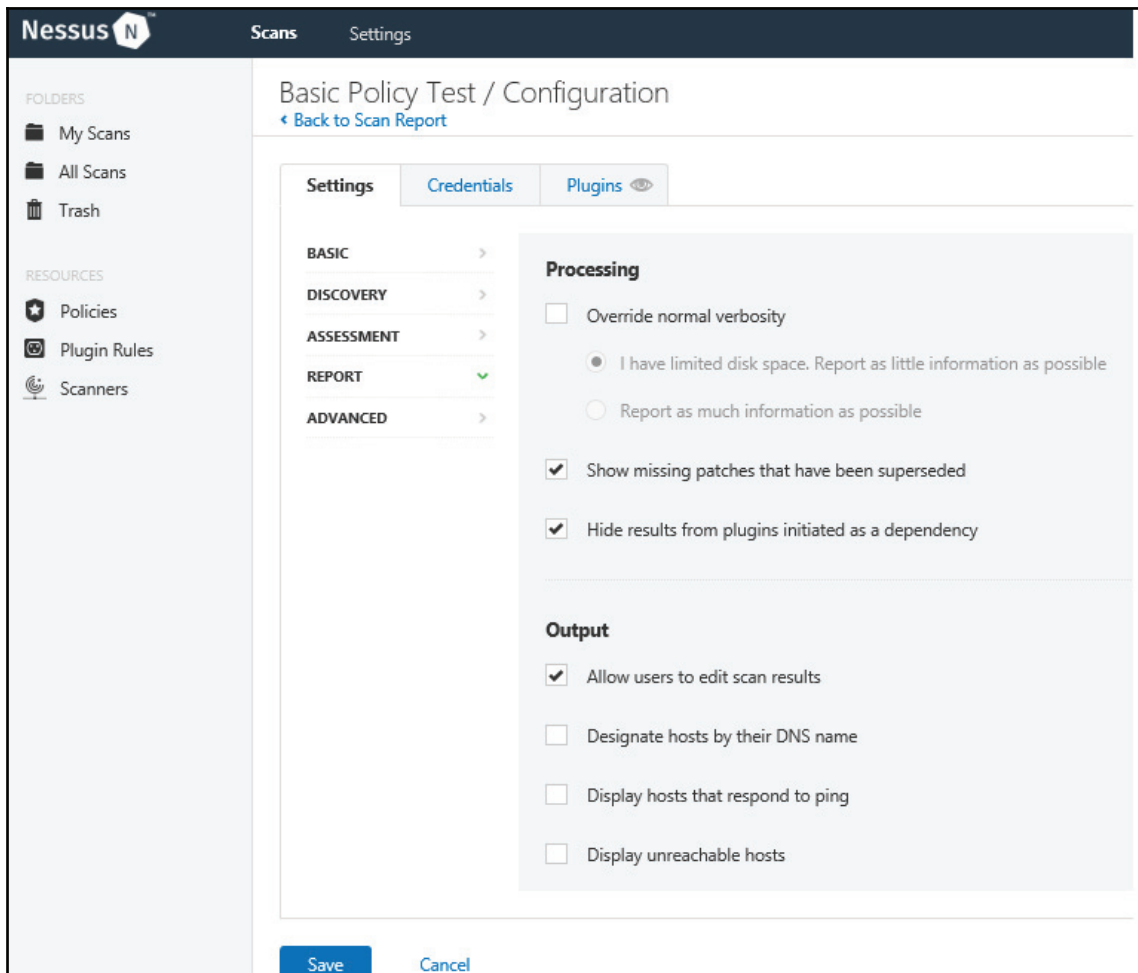 Nessus N ™
Scans Settings
FOLDERS
My Scans
All Scans
Trash
RESOURCES
Policies
Plugin Rules
Scanners
Basic Policy Test / Configuration
Back to Scan Report
Settings Credentials Plugins
BASIC
DISCOVERY
ASSESSMENT
REPORT
ADVANCED
Processing
Override normal verbosity
I have limited disk space. Report as little information as possible
Report as much information as possible
Show missing patches that have been superseded
Hide results from plugins initiated as a dependency
Output
Allow users to edit scan results
Designate hosts by their DNS name
Display hosts that respond to ping
Display unreachable hosts
Save Cancel